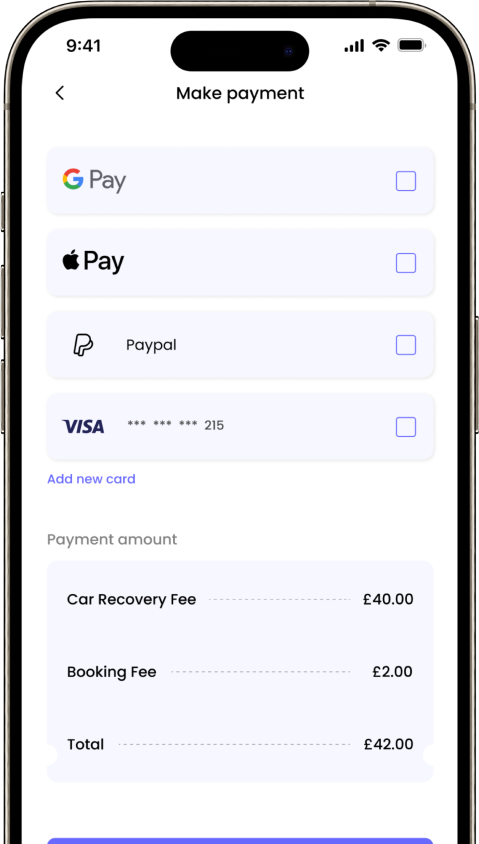 9:41
Make payment
G Pay
Pay
Paypal
VISA *** *** *** 215
Add new card
Payment amount
Car Recovery Fee £40.00
Booking Fee £2.00
Total £42.00